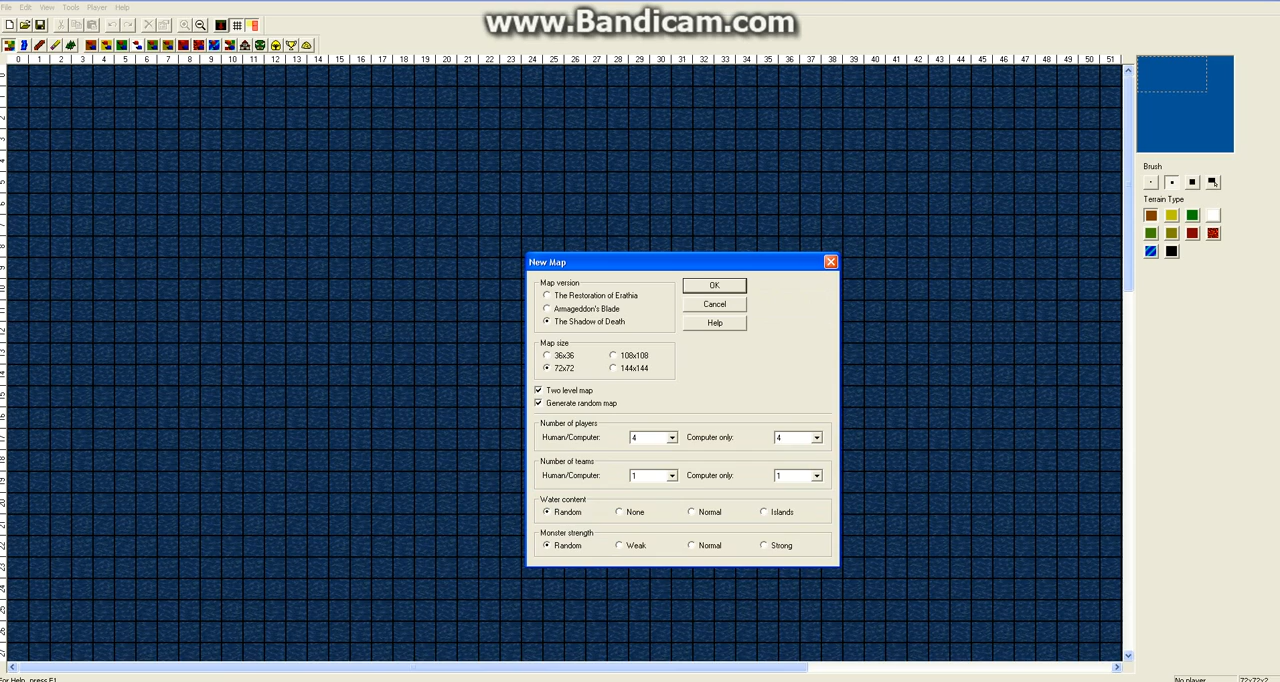 www.Bandicam.com
File Edit View Tools Player Help
0 1 2 3 4 5 6 7 8 9 10 11 12 13 14 15 16 17 18 19 20 21 22 23 24 25 26 27 28 29 30 31 32 33 34 35 36 37 38 39 40 41 42 43 44 45 46 47 48 49 50 51
Brush
Terrain Type
New Map
Map version
The Restoration of Erathia
Armageddon's Blade
The Shadow of Death
OK
Cancel
Help
Map size
36x36 108x108
72x72 144x144
Two level map
Generate random map
Number of players
Human/Computer: 4 Computer only: 4
Number of teams
Human/Computer: 1 Computer only: 1
Water content
Random None Normal Islands
Monster strength
Random Weak Normal Strong
For Help, press F1
No player 72x72x2